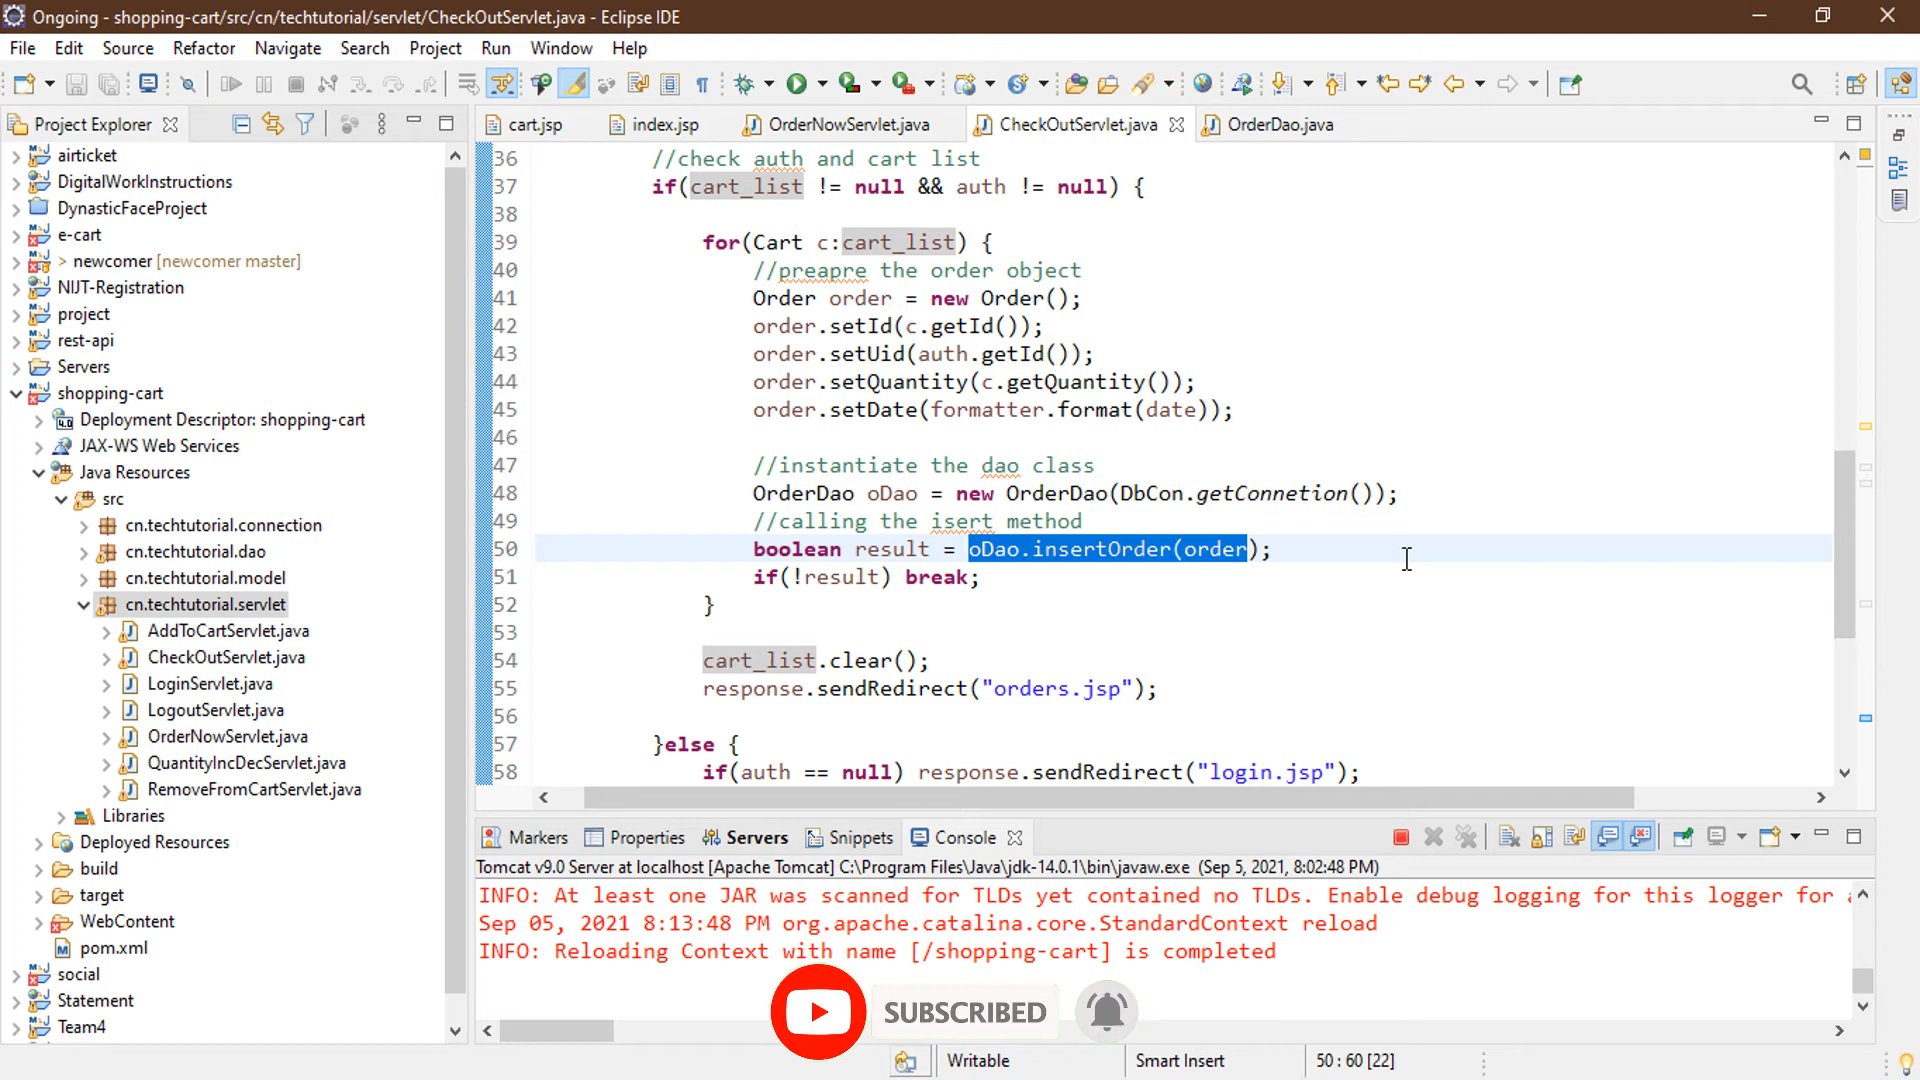 Ongoing - shopping-cart/src/cn/techtutorial/servlet/CheckOutServlet.java - Eclipse IDE
File Edit Source Refactor Navigate Search Project Run Window Help
Project Explorer
airticket
DigitalWorkInstructions
DynasticFaceProject
e-cart
> newcomer [newcomer master]
NIJT-Registration
project
rest-api
Servers
shopping-cart
Deployment Descriptor: shopping-cart
JAX-WS Web Services
Java Resources
src
cn.techtutorial.connection
cn.techtutorial.dao
cn.techtutorial.model
cn.techtutorial.servlet
AddToCartServlet.java
CheckOutServlet.java
LoginServlet.java
LogoutServlet.java
OrderNowServlet.java
QuantityIncDecServlet.java
RemoveFromCartServlet.java
Libraries
Deployed Resources
build
target
WebContent
pom.xml
social
Statement
Team4
cart.jsp index.jsp OrderNowServlet.java CheckOutServlet.java OrderDao.java
36 //check auth and cart list
37 if(cart_list != null && auth != null) {
38
39 for(Cart c:cart_list) {
40 //preapre the order object
41 Order order = new Order();
42 order.setId(c.getId());
43 order.setUid(auth.getId());
44 order.setQuantity(c.getQuantity());
45 order.setDate(formatter.format(date));
46
47 //instantiate the dao class
48 OrderDao oDao = new OrderDao(DbCon.getConnetion());
49 //calling the isert method
50 boolean result = oDao.insertOrder(order);
51 if(!result) break;
52 }
53
54 cart_list.clear();
55 response.sendRedirect("orders.jsp");
56
57 }else {
58 if(auth == null) response.sendRedirect("login.jsp");
Markers Properties Servers Snippets Console
Tomcat v9.0 Server at localhost [Apache Tomcat] C:\Program Files\Java\jdk-14.0.1\bin\javaw.exe (Sep 5, 2021, 8:02:48 PM)
INFO: At least one JAR was scanned for TLDs yet contained no TLDs. Enable debug logging for this logger for
Sep 05, 2021 8:13:48 PM org.apache.catalina.core.StandardContext reload
INFO: Reloading Context with name [/shopping-cart] is completed
SUBSCRIBED
Writable Smart Insert 50 : 60 [22]